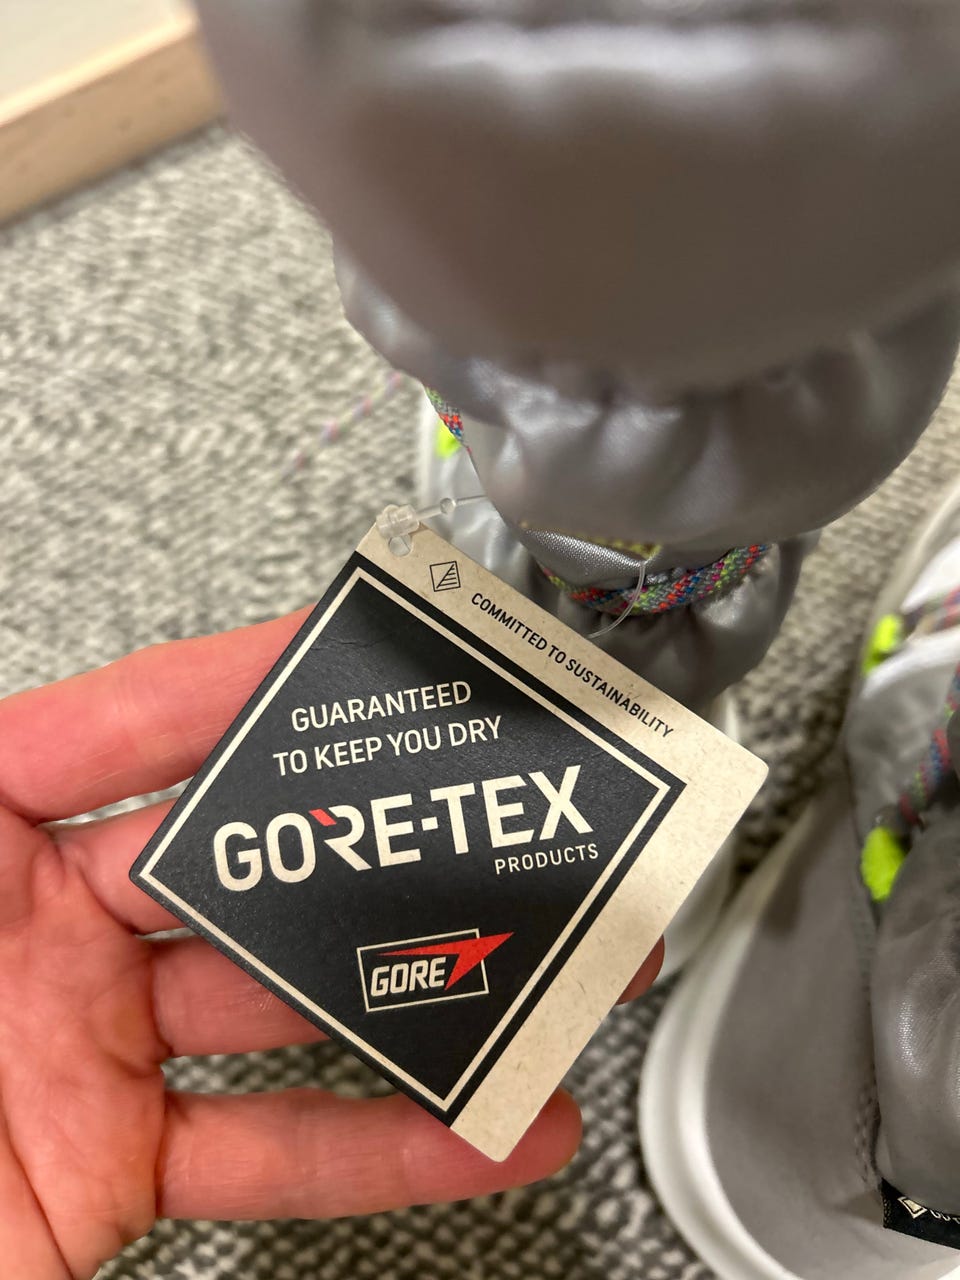 COMMITTED TO SUSTAINABILITY
GUARANTEED
TO KEEP YOU DRY
GORE-TEX
PRODUCTS
GORE